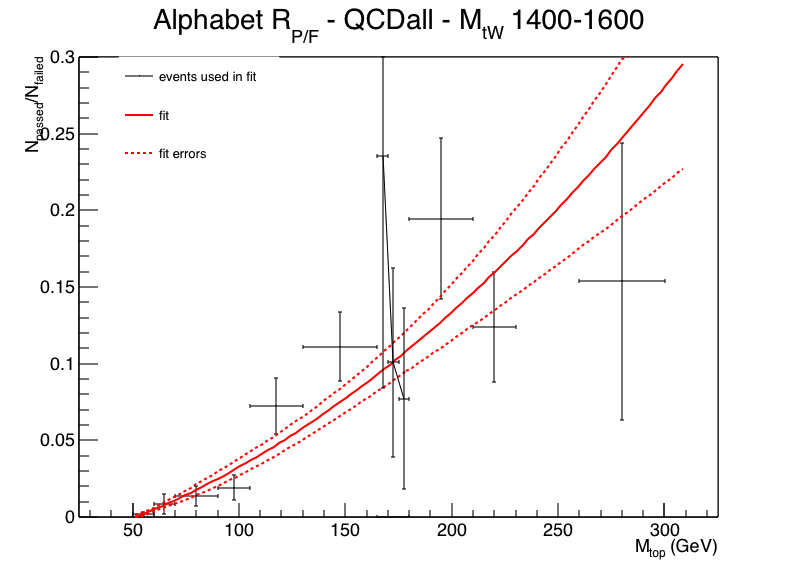 Alphabet R_P/F - QCDall - M_tW 1400-1600
N_passed/N_failed
events used in fit
fit
fit errors
0.3
0.25
0.2
0.15
0.1
0.05
0
50 100 150 200 250 300
M_top (GeV)